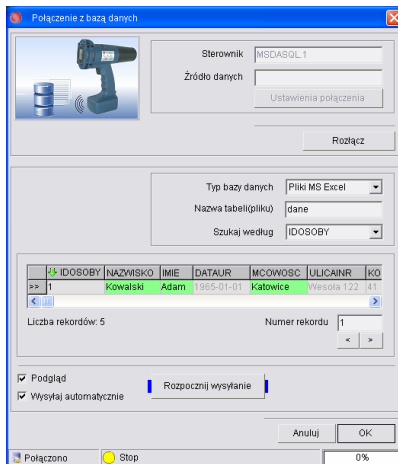 Połączenie z bazą danych
Sterownik MSDASQL.1
Źródło danych
Ustawienia połączenia
Rozłącz
Typ bazy danych Pliki MS Excel
Nazwa tabeli(pliku) dane
Szukaj według IDOSOBY
IDOSOBY NAZWISKO IMIE DATAUR MCOWOSC ULICAINR KO
>> 1 Kowalski Adam 1965-01-01 Katowice Wesoła 122 41
Liczba rekordów: 5 Numer rekordu 1
< >
Podgląd
Wysyłaj automatycznie
Rozpocznij wysyłanie
Anuluj OK
Połączono Stop 0%